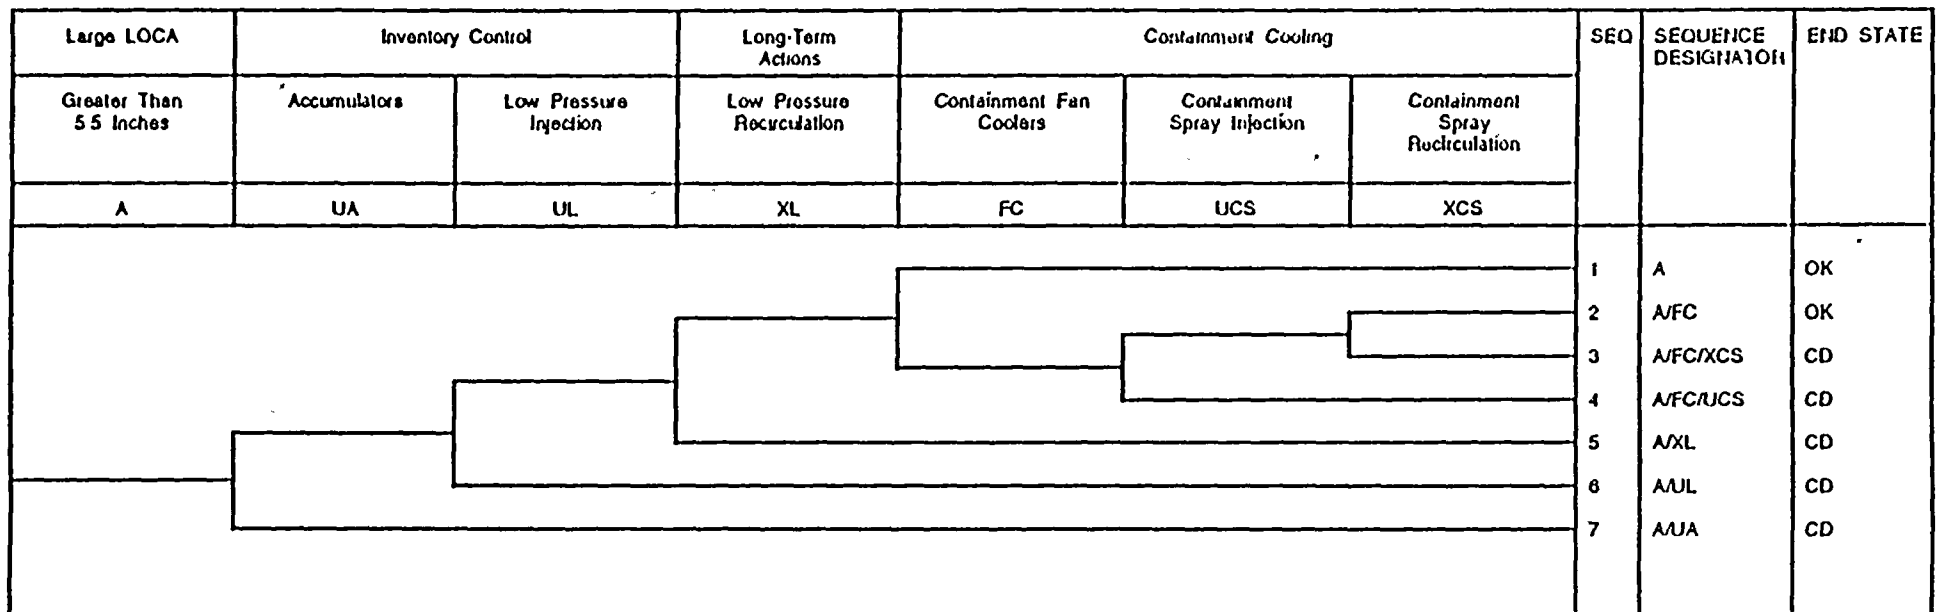 Large LOCA
Inventory Control
Long-Term
Actions
Containment Cooling
SEQ
SEQUENCE
DESIGNATOR
END STATE
Greater Than
5.5 Inches
Accumulators
Low Pressure
Injection
Low Pressure
Recirculation
Containment Fan
Coolers
Containment
Spray Injection
Containment
Spray
Recirculation
A
UA
UL
XL
FC
UCS
XCS
1 A OK
2 A/FC OK
3 A/FC/XCS CD
4 A/FC/UCS CD
5 A/XL CD
6 A/UL CD
7 A/UA CD